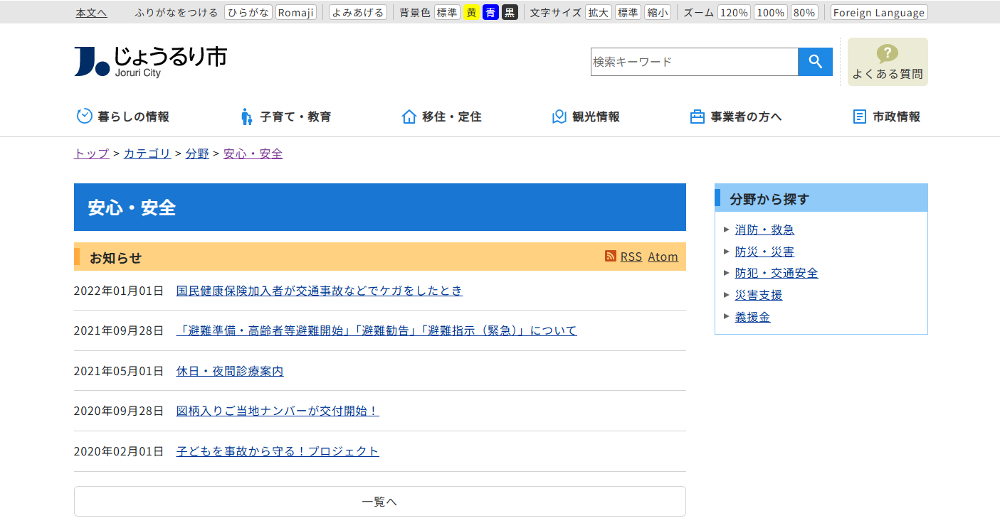 本文へ ふりがなをつける ひらがな Romaji よみあげる 背景色 標準 黄 青 黒 文字サイズ 拡大 標準 縮小 ズーム 120% 100% 80% Foreign Language
じょうるり市
Joruri City
検索キーワード
?
よくある質問
暮らしの情報 子育て・教育 移住・定住 観光情報 事業者の方へ 市政情報
トップ > カテゴリ > 分野 > 安心・安全
安心・安全
お知らせ RSS Atom
2022年01月01日 国民健康保険加入者が交通事故などでケガをしたとき
2021年09月28日 「避難準備・高齢者等避難開始」「避難勧告」「避難指示（緊急）」について
2021年05月01日 休日・夜間診療案内
2020年09月28日 図柄入りご当地ナンバーが交付開始！
2020年02月01日 子どもを事故から守る！プロジェクト
一覧へ
分野から探す
消防・救急
防災・災害
防犯・交通安全
災害支援
義援金